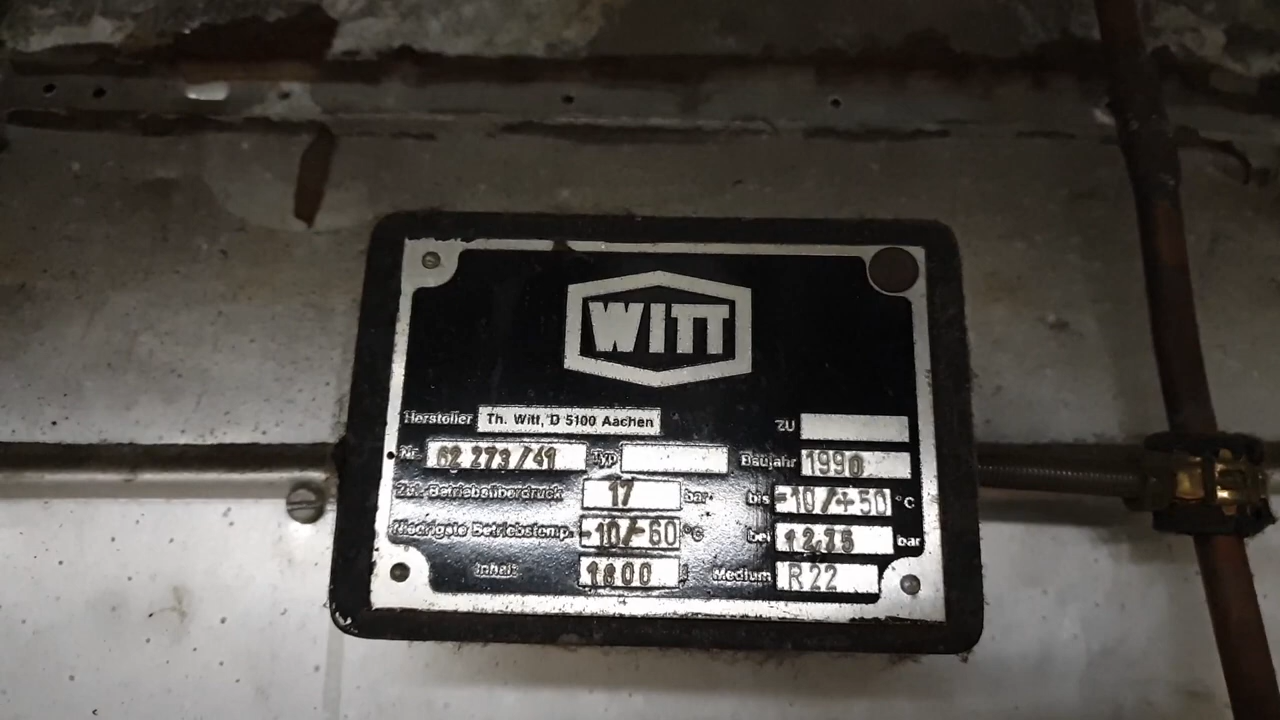 WITT
Hersteller Th. Witt, D 5100 Aachen ZU
Nr. 62 273/41 Typ Baujahr 1990
Zul. Betriebsüberdruck 17 bar bis -10/+50 °C
Niedrigste Betriebstemp. -10/-60 °C bei 12,75 bar
Inhalt 1800 l Medium R22